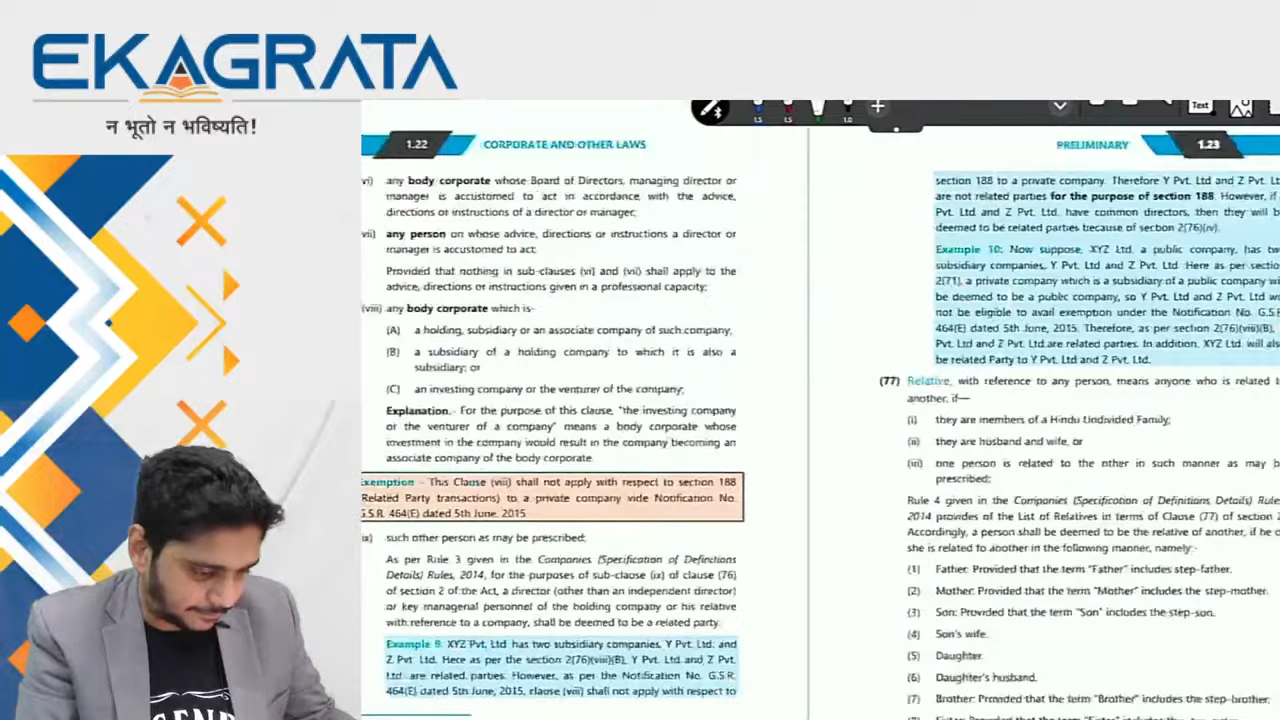 EKAGRATA
न भूतो न भविष्यति!
1.5 1.5 1.0
Text
1.22 CORPORATE AND OTHER LAWS
vi) any body corporate whose Board of Directors, managing director or
manager is accustomed to act in accordance with the advice,
directions or instructions of a director or manager;
vii) any person on whose advice, directions or instructions a director or
manager is accustomed to act:
Provided that nothing in sub-clauses (vi) and (vii) shall apply to the
advice, directions or instructions given in a professional capacity;
(viii) any body corporate which is-
(A) a holding, subsidiary or an associate company of such company,
(B) a subsidiary of a holding company to which it is also a
subsidiary; or
(C) an investing company or the venturer of the company;
Explanation.- For the purpose of this clause, "the investing company
or the venturer of a company" means a body corporate whose
investment in the company would result in the company becoming an
associate company of the body corporate.
Exemption - This Clause (viii) shall not apply with respect to section 188
Related Party transactions) to a private company vide Notification No.
G.S.R. 464(E) dated 5th June, 2015
ix) such other person as may be prescribed;
As per Rule 3 given in the Companies (Specification of Definitions
Details) Rules, 2014, for the purposes of sub-clause (ix) of clause (76)
of section 2 of the Act, a director (other than an independent director)
or key managerial personnel of the holding company or his relative
with reference to a company, shall be deemed to be a related party.
XYZ Pvt. Ltd has two subsidiary companies, Y Pvt. Ltd. and
Z Pvt Ltd. Here as per the section 2(76)(viii)(B), Y Pvt. Ltd.and Z Pvt.
Ltd are related parties. However, as per the Notification No. G.S.R.
464(E) dated 5th June, 2015, clause (viii) shall not apply with respect to
PRELIMINARY 1.23
section 188 to a private company. Therefore Y Pvt. Ltd and Z Pvt. Lt
are not related parties for the purpose of section 188. However, if
Pvt. Ltd and Z Pvt. Ltd. have common directors, then they will b
deemed to be related parties because of section 2(76)(iv).
Example 10: Now suppose, XYZ Ltd, a public company, has tw
subsidiary companies, Y Pvt. Ltd and Z Pvt. Ltd Here as per sectio
2(71), a private company which is a subsidiary of a public company wi
be deemed to be a public company, so Y Pvt. Ltd and Z Pvt. Ltd w
not be eligible to avail exemption under the Notification No. G.S.R
464(E) dated 5th June, 2015. Therefore, as per section 2(76)(viii)(B),
Pvt. Ltd and Z Pvt. Ltd.are related parties. In addition, XYZ Ltd. will als
be related Party to Y Pvt. Ltd and Z Pvt. Ltd.
(77) Relative, with reference to any person, means anyone who is related t
another, if—
(i) they are members of a Hindu Undivided Family;
(ii) they are husband and wife, or
(iii) one person is related to the other in such manner as may b
prescribed;
Rule 4 given in the Companies (Specification of Definitions Details) Rule
2014 provides of the List of Relatives in terms of Clause (77) of section 2
Accordingly, a person shall be deemed to be the relative of another, if he o
she is related to another in the following manner, namely:-
(1) Father: Provided that the term "Father" includes step-father.
(2) Mother: Provided that the term "Mother" includes the step-mother.
(3) Son: Provided that the term "Son" includes the step-son.
(4) Son's wife.
(5) Daughter.
(6) Daughter's husband.
(7) Brother: Provided that the term "Brother" includes the step-brother;